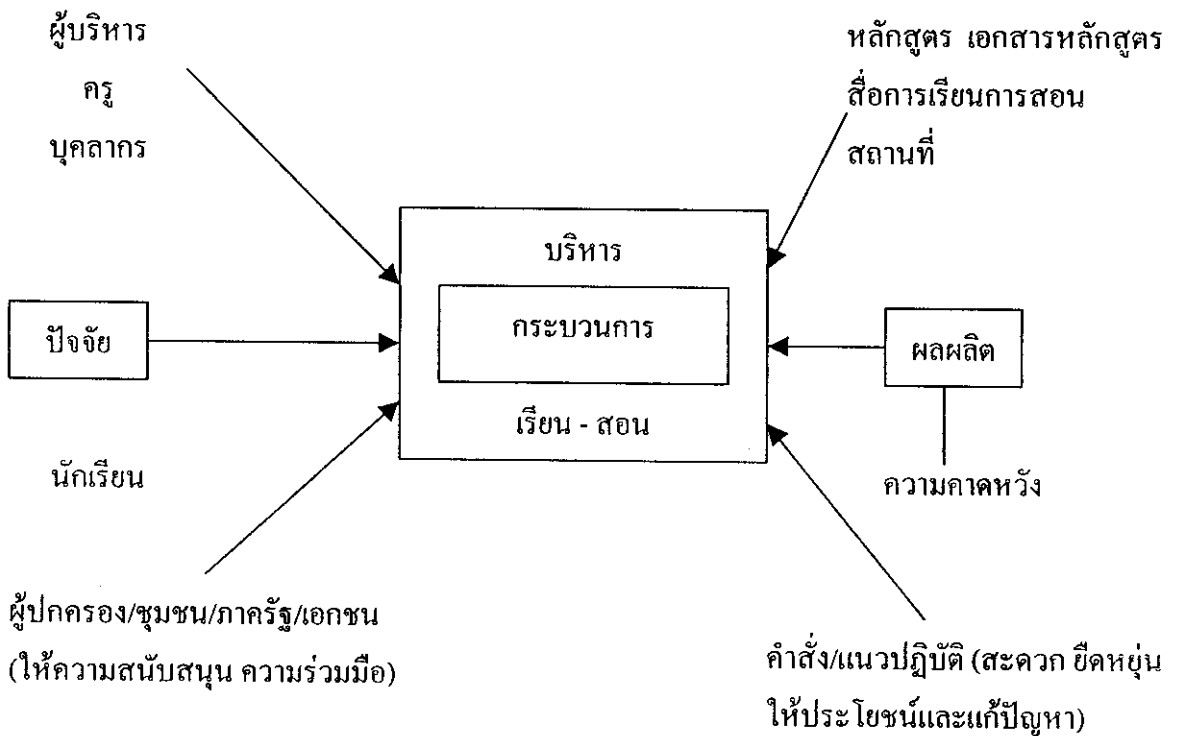 ผู้บริหาร
ครู
บุคลากร
หลักสูตร เอกสารหลักสูตร
สื่อการเรียนการสอน
สถานที่
บริหาร
กระบวนการ
เรียน - สอน
ปัจจัย
ผลผลิต
นักเรียน
ความคาดหวัง
ผู้ปกครอง/ชุมชน/ภาครัฐ/เอกชน
(ให้ความสนับสนุน ความร่วมมือ)
คำสั่ง/แนวปฏิบัติ (สะดวก ยืดหยุ่น
ให้ประโยชน์และแก้ปัญหา)